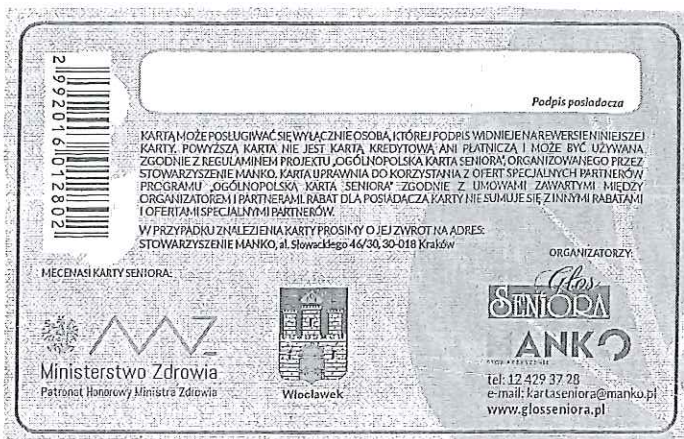 2992016012802
Podpis posiadacza
KARTĄ MOŻE POSŁUGIWAĆ SIĘ WYŁĄCZNIE OSOBA, KTÓREJ PODPIS WIDNIEJE NA REWERSIE NINIEJSZEJ
KARTY. POWYŻSZA KARTA NIE JEST KARTĄ KREDYTOWĄ ANI PŁATNICZĄ I MOŻE BYĆ UŻYWANA
ZGODNIE Z REGULAMINEM PROJEKTU „OGÓLNOPOLSKA KARTA SENIORA”, ORGANIZOWANEGO PRZEZ
STOWARZYSZENIE MANKO. KARTA UPRAWNIA DO KORZYSTANIA Z OFERT SPECJALNYCH PARTNERÓW
PROGRAMU „OGÓLNOPOLSKA KARTA SENIORA” ZGODNIE Z UMOWAMI ZAWARTYMI MIĘDZY
ORGANIZATOREM I PARTNERAMI. RABAT DLA POSIADACZA KARTY NIE SUMUJE SIĘ Z INNYMI RABATAMI
I OFERTAMI SPECJALNYMI PARTNERÓW.
W PRZYPADKU ZNALEZIENIA KARTY PROSIMY O JEJ ZWROT NA ADRES:
STOWARZYSZENIE MANKO, al. Słowackiego 46/30, 30-018 Kraków
ORGANIZATORZY:
MECENASI KARTY SENIORA:
Głos
SENIORA
MANKO
Ministerstwo Zdrowia
Patronat Honorowy Ministra Zdrowia
Włocławek
tel: 12 429 37 28
e-mail: kartaseniora@manko.pl
www.glosseniora.pl